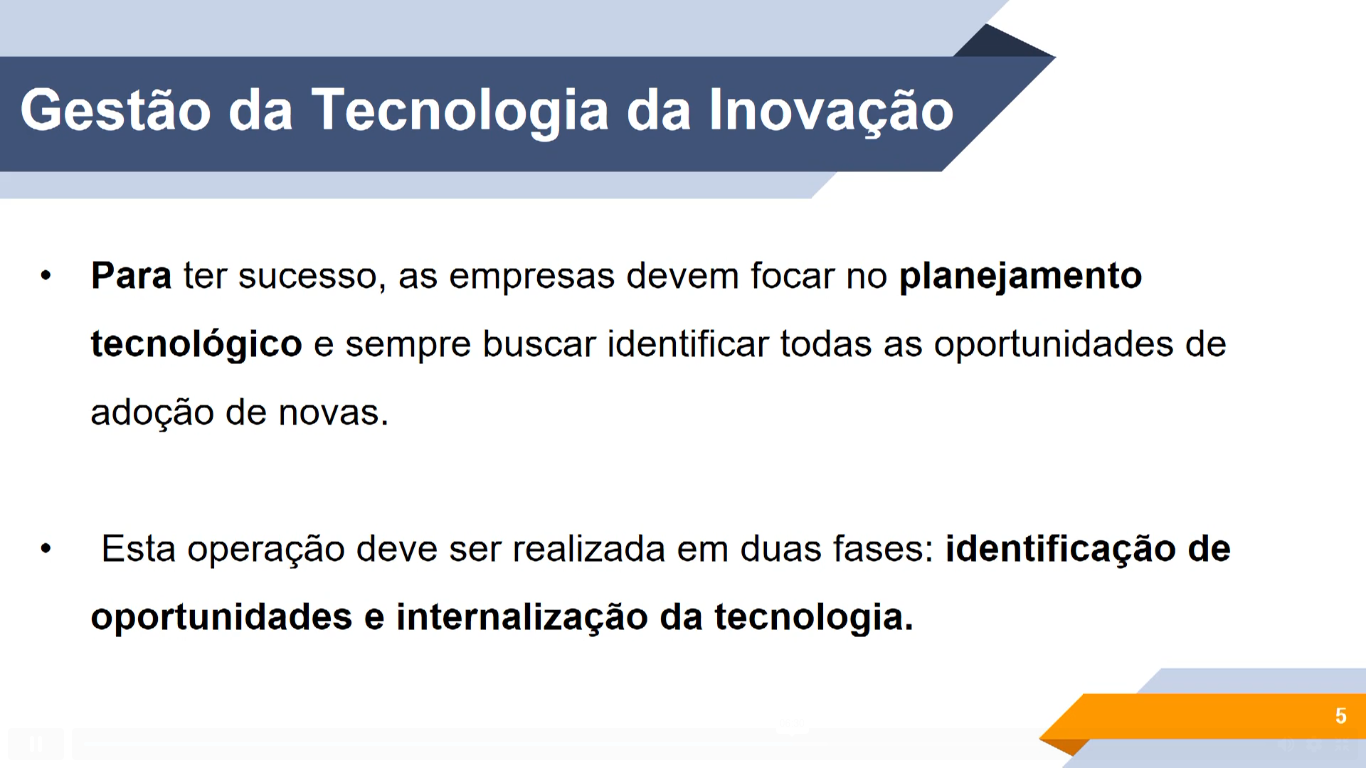 Gestão da Tecnologia da Inovação
• Para ter sucesso, as empresas devem focar no planejamento
tecnológico e sempre buscar identificar todas as oportunidades de
adoção de novas.
• Esta operação deve ser realizada em duas fases: identificação de
oportunidades e internalização da tecnologia.
5